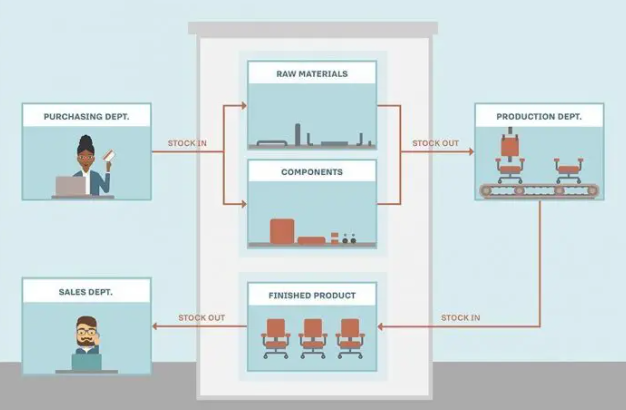 RAW MATERIALS
PURCHASING DEPT.
PRODUCTION DEPT.
STOCK IN
STOCK OUT
COMPONENTS
SALES DEPT.
FINISHED PRODUCT
STOCK OUT
STOCK IN